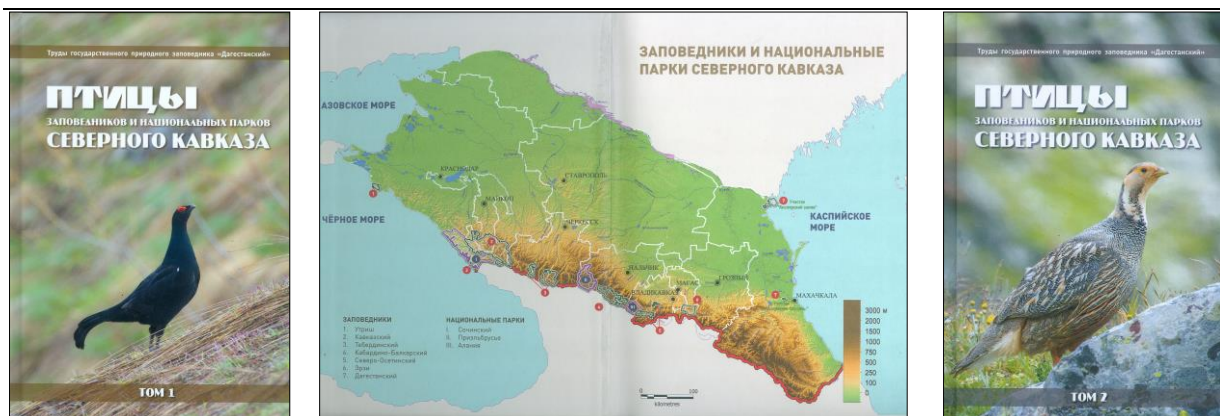 Труды государственного природного заповедника «Дагестанский»
ПТИЦЫ
ЗАПОВЕДНИКОВ И НАЦИОНАЛЬНЫХ ПАРКОВ
СЕВЕРНОГО КАВКАЗА
ТОМ 1
ЗАПОВЕДНИКИ И НАЦИОНАЛЬНЫЕ
ПАРКИ СЕВЕРНОГО КАВКАЗА
АЗОВСКОЕ МОРЕ
КРАСНОДАР
СТАВРОПОЛЬ
МАЙКОП
ЧЁРНОЕ МОРЕ
ЧЕРКЕССК
КАСПИЙСКОЕ
МОРЕ
НАЛЬЧИК
МАГАС
ГРОЗНЫЙ
ВЛАДИКАВКАЗ
МАХАЧКАЛА
ЗАПОВЕДНИКИ
1. Утриш
2. Кавказский
3. Тебердинский
4. Кабардино-Балкарский
5. Северо-Осетинский
6. Эрзи
7. Дагестанский
НАЦИОНАЛЬНЫЕ ПАРКИ
I. Сочинский
II. Приэльбрусье
III. Алания
3000 м
2000
1500
1000
750
500
250
100
0
0 100
kilometres
Труды государственного природного заповедника «Дагестанский»
ПТИЦЫ
ЗАПОВЕДНИКОВ И НАЦИОНАЛЬНЫХ ПАРКОВ
СЕВЕРНОГО КАВКАЗА
ТОМ 2